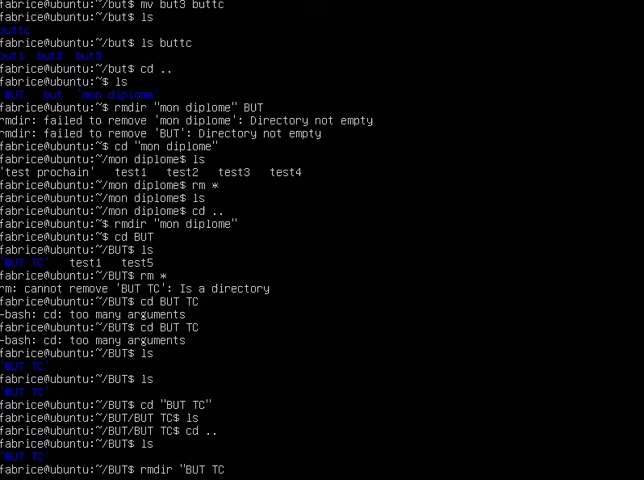 fabrice@ubuntu:~/but$ mv but3 buttc
fabrice@ubuntu:~/but$ ls
buttc
fabrice@ubuntu:~/but$ ls buttc
but1  but2  but3
fabrice@ubuntu:~/but$ cd ..
fabrice@ubuntu:~$ ls
BUT  but  'mon diplome'
fabrice@ubuntu:~$ rmdir "mon diplome" BUT
rmdir: failed to remove 'mon diplome': Directory not empty
rmdir: failed to remove 'BUT': Directory not empty
fabrice@ubuntu:~$ cd "mon diplome"
fabrice@ubuntu:~/mon diplome$ ls
'test prochain'  test1  test2  test3  test4
fabrice@ubuntu:~/mon diplome$ rm *
fabrice@ubuntu:~/mon diplome$ ls
fabrice@ubuntu:~/mon diplome$ cd ..
fabrice@ubuntu:~$ rmdir "mon diplome"
fabrice@ubuntu:~$ cd BUT
fabrice@ubuntu:~/BUT$ ls
'BUT TC'  test1  test5
fabrice@ubuntu:~/BUT$ rm *
rm: cannot remove 'BUT TC': Is a directory
fabrice@ubuntu:~/BUT$ cd BUT TC
-bash: cd: too many arguments
fabrice@ubuntu:~/BUT$ cd BUT TC
-bash: cd: too many arguments
fabrice@ubuntu:~/BUT$ ls
'BUT TC'
fabrice@ubuntu:~/BUT$ ls
'BUT TC'
fabrice@ubuntu:~/BUT$ cd "BUT TC"
fabrice@ubuntu:~/BUT/BUT TC$ ls
fabrice@ubuntu:~/BUT/BUT TC$ cd ..
fabrice@ubuntu:~/BUT$ ls
'BUT TC'
fabrice@ubuntu:~/BUT$ rmdir "BUT TC